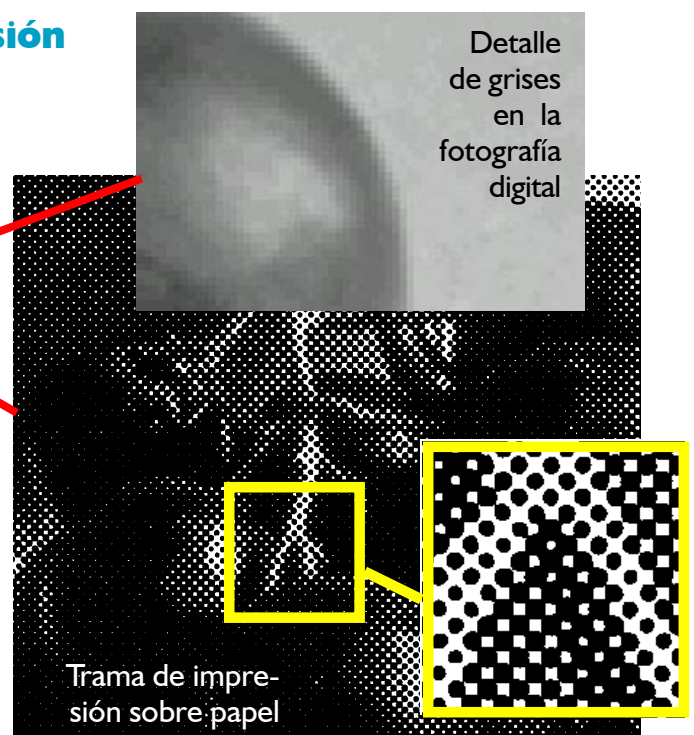 sión
Detalle
de grises
en la
fotografía
digital
Trama de impre-
sión sobre papel